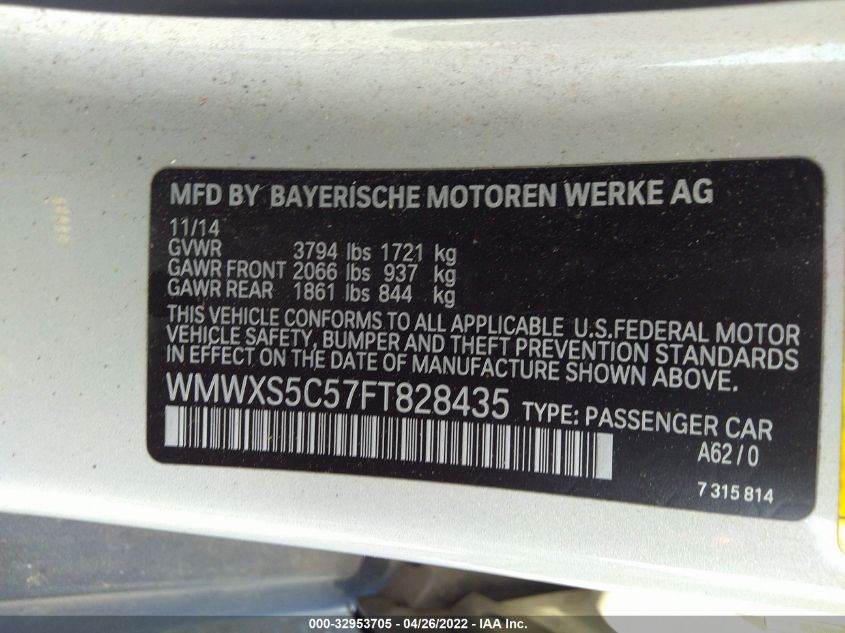 MFD BY BAYERISCHE MOTOREN WERKE AG
11/14
GVWR 3794 lbs 1721 kg
GAWR FRONT 2066 lbs 937 kg
GAWR REAR 1861 lbs 844 kg
THIS VEHICLE CONFORMS TO ALL APPLICABLE U.S.FEDERAL MOTOR
VEHICLE SAFETY, BUMPER AND THEFT PREVENTION STANDARDS
IN EFFECT ON THE DATE OF MANUFACTURE SHOWN ABOVE.
WMWXS5C57FT828435 TYPE: PASSENGER CAR
A62/0
7 315 814
000-32953705 - 04/26/2022 - IAA Inc.